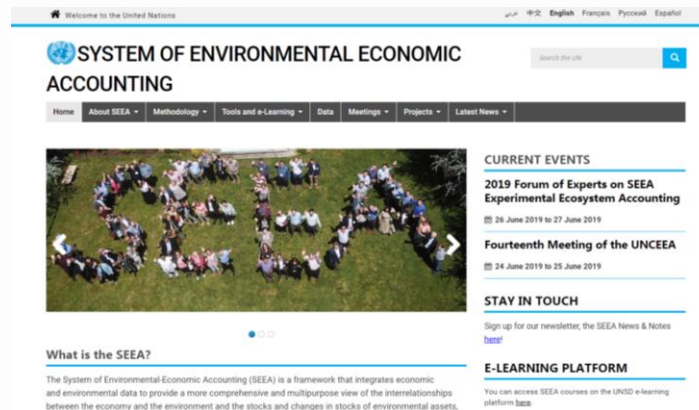 Welcome to the United Nations
عربي 中文 English Français Русский Español
SYSTEM OF ENVIRONMENTAL ECONOMIC
ACCOUNTING
Search the UN
Home About SEEA Methodology Tools and e-Learning Data Meetings Projects Latest News
SEEA
CURRENT EVENTS
2019 Forum of Experts on SEEA
Experimental Ecosystem Accounting
26 June 2019 to 27 June 2019
Fourteenth Meeting of the UNCEEA
24 June 2019 to 25 June 2019
STAY IN TOUCH
Sign up for our newsletter, the SEEA News & Notes
here!
What is the SEEA?
The System of Environmental-Economic Accounting (SEEA) is a framework that integrates economic
and environmental data to provide a more comprehensive and multipurpose view of the interrelationships
between the economy and the environment and the stocks and changes in stocks of environmental assets,
E-LEARNING PLATFORM
You can access SEEA courses on the UNSD e-learning
platform here.